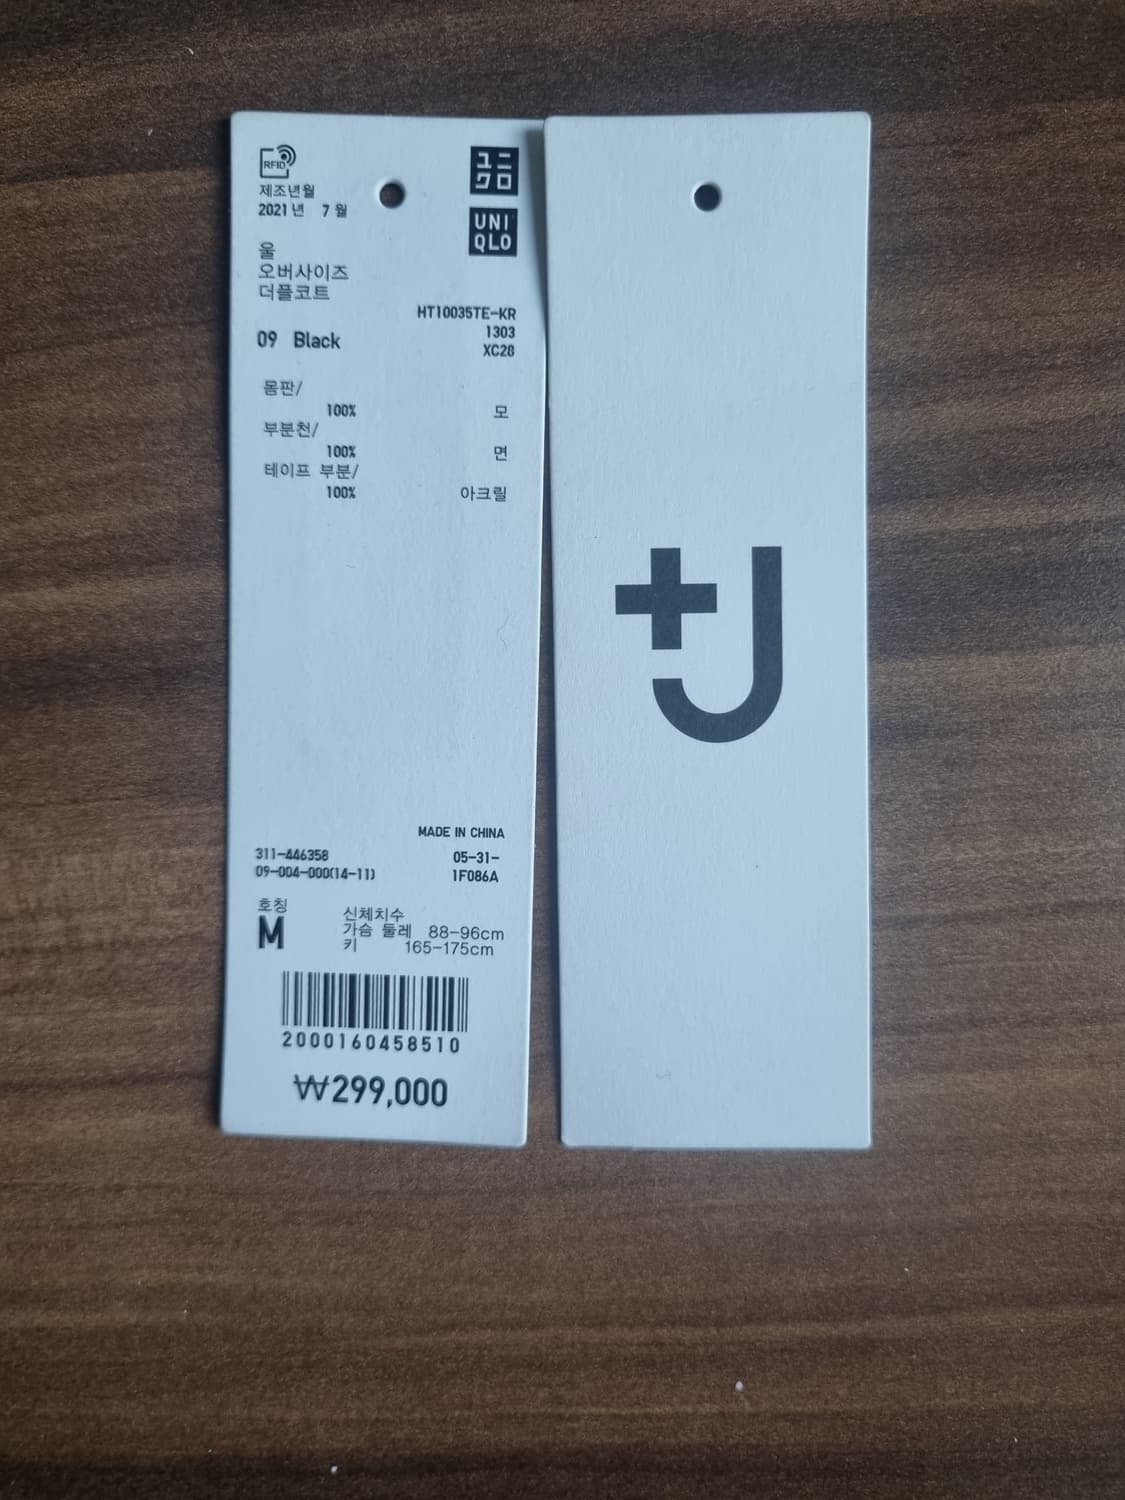 RFID
제조년월
2021년 7월
ユニ
クロ
UNI
QLO
울
오버사이즈
더플코트
HT10035TE-KR
1303
XC28
09 Black
몸판/
100% 모
부분천/
100% 면
테이프 부분/
100% 아크릴
MADE IN CHINA
311-446358 05-31-
09-004-000(14-11) 1F086A
호칭
M
신체치수
가슴 둘레 88-96cm
키 165-175cm
2000160458510
₩299,000
+J